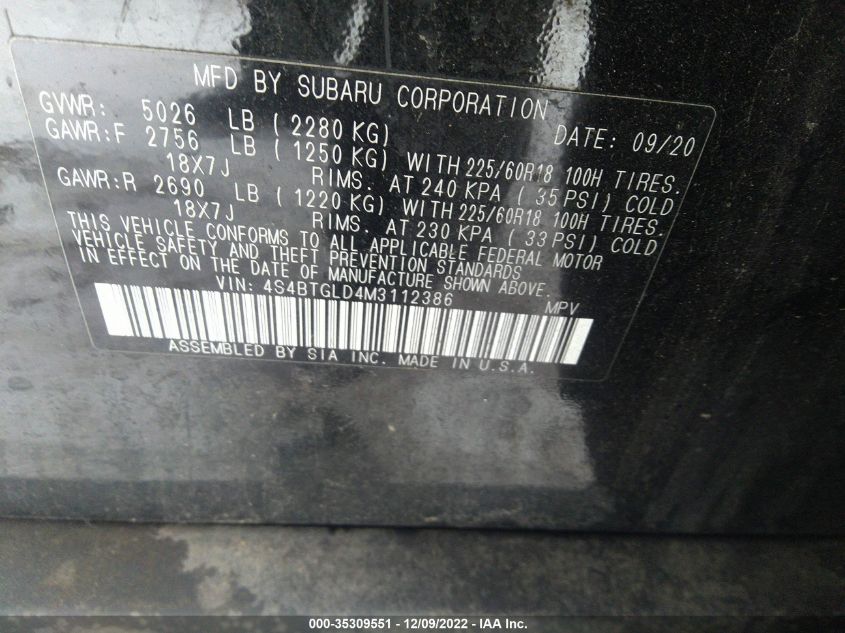 MFD BY SUBARU CORPORATION
GVWR: 5026 LB ( 2280 KG) DATE: 09/20
GAWR:F 2756 LB ( 1250 KG) WITH 225/60R18 100H TIRES.
18X7J RIMS. AT 240 KPA ( 35 PSI) COLD
GAWR:R 2690 LB ( 1220 KG) WITH 225/60R18 100H TIRES.
18X7J RIMS. AT 230 KPA ( 33 PSI) COLD
THIS VEHICLE CONFORMS TO ALL APPLICABLE FEDERAL MOTOR
VEHICLE SAFETY AND THEFT PREVENTION STANDARDS
IN EFFECT ON THE DATE OF MANUFACTURE SHOWN ABOVE.
VIN: 4S4BTGLD4M3112386 MPV
ASSEMBLED BY SIA INC. MADE IN U.S.A.
000-35309551 - 12/09/2022 - IAA Inc.